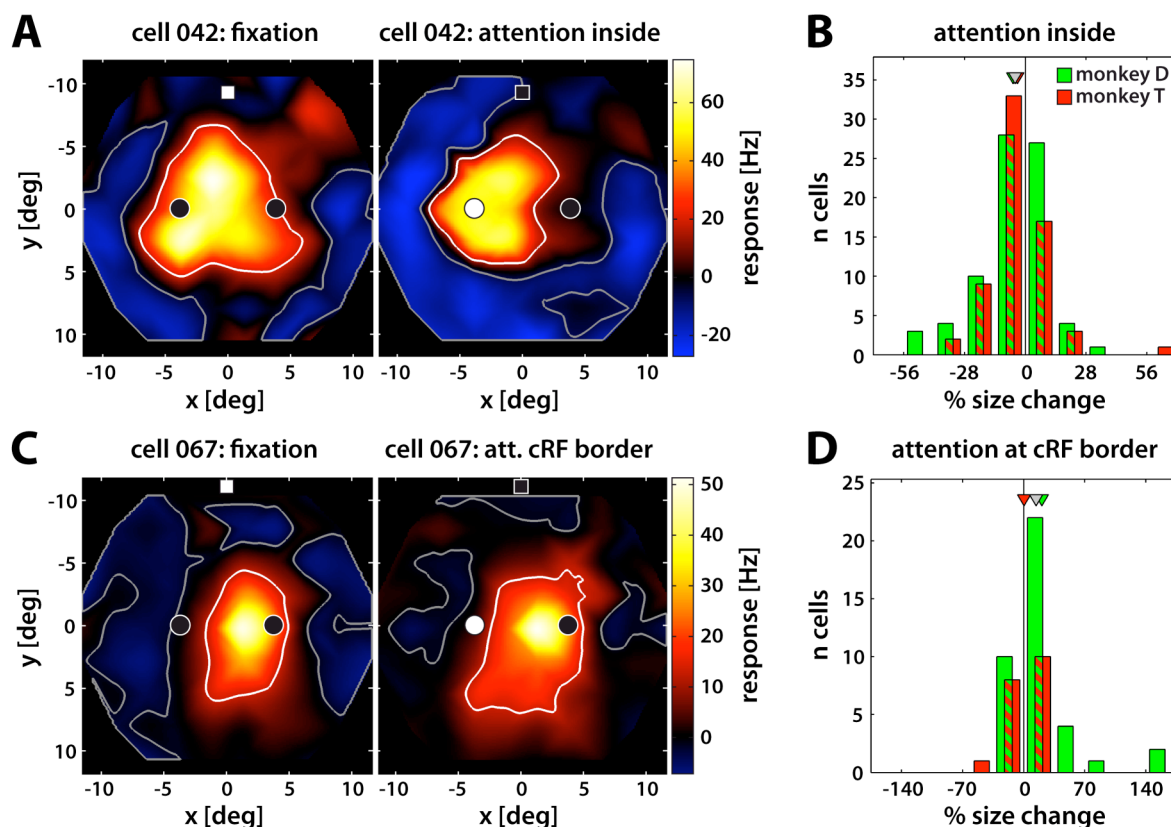 A
cell 042: fixation
cell 042: attention inside
B
attention inside
-10
-5
0
5
10
y [deg]
-10 -5 0 5 10
x [deg]
-10 -5 0 5 10
x [deg]
60
40
20
0
-20
response [Hz]
monkey D
monkey T
35
30
25
20
15
10
5
0
n cells
-56 -28 0 28 56
% size change
C
cell 067: fixation
cell 067: att. cRF border
D
attention at cRF border
-10
-5
0
5
10
y [deg]
-10 -5 0 5 10
x [deg]
-10 -5 0 5 10
x [deg]
50
40
30
20
10
0
response [Hz]
25
20
15
10
5
0
n cells
-140 -70 0 70 140
% size change